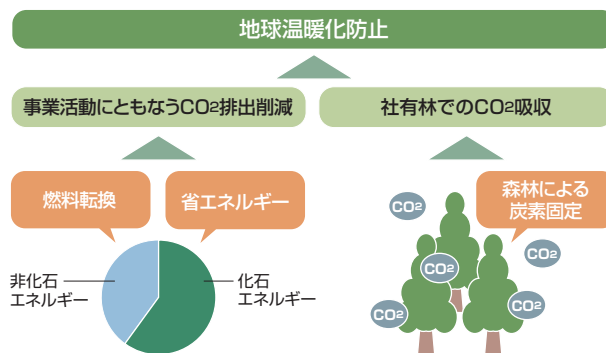 地球温暖化防止
事業活動にともなうCO2排出削減
社有林でのCO2吸収
燃料転換
省エネルギー
非化石
エネルギー
化石
エネルギー
森林による
炭素固定
CO2
CO2
CO2
CO2
CO2